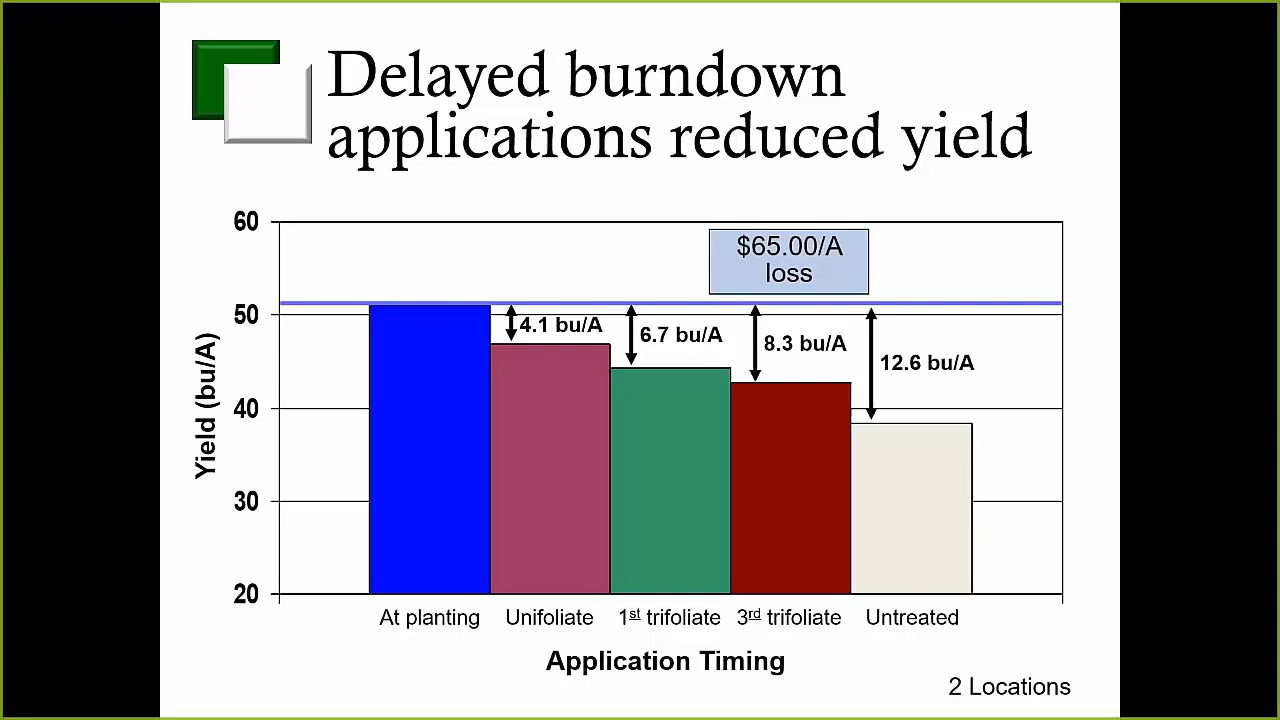 Delayed burndown
applications reduced yield
60
50
40
30
20
Yield (bu/A)
$65.00/A
loss
4.1 bu/A
6.7 bu/A
8.3 bu/A
12.6 bu/A
At planting
Unifoliate
1st trifoliate
3rd trifoliate
Untreated
Application Timing
2 Locations